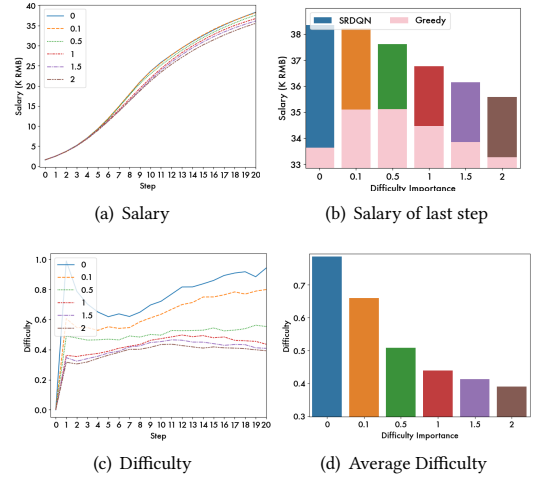 40
35
30
25
20
15
10
5
0
Salary (K RMB)
0
0.1
0.5
1
1.5
2
0 1 2 3 4 5 6 7 8 9 10 11 12 13 14 15 16 17 18 19 20
Step
(a) Salary
38
37
36
35
34
33
Salary (K RMB)
SRDQN Greedy
0 0.1 0.5 1 1.5 2
Difficulty Importance
(b) Salary of last step
1.0
0.8
0.6
0.4
0.2
0.0
Difficulty
0
0.1
0.5
1
1.5
2
0 1 2 3 4 5 6 7 8 9 10 11 12 13 14 15 16 17 18 19 20
Step
(c) Difficulty
0.7
0.6
0.5
0.4
0.3
Difficulty
0 0.1 0.5 1 1.5 2
Difficulty Importance
(d) Average Difficulty